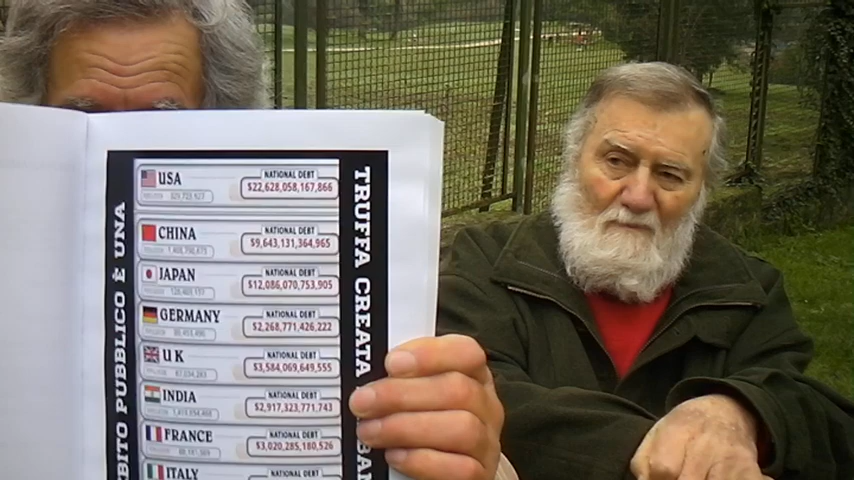 DEBITO PUBBLICO È UNA
TRUFFA CREATA
USA
NATIONAL DEBT
$22,628,058,167,866
CHINA
NATIONAL DEBT
$9,643,131,364,965
JAPAN
NATIONAL DEBT
$12,086,070,753,905
GERMANY
NATIONAL DEBT
$2,268,771,426,222
UK
NATIONAL DEBT
$3,584,069,649,555
INDIA
NATIONAL DEBT
$2,917,323,771,743
FRANCE
NATIONAL DEBT
$3,020,285,180,526
ITALY
NATIONAL DEBT